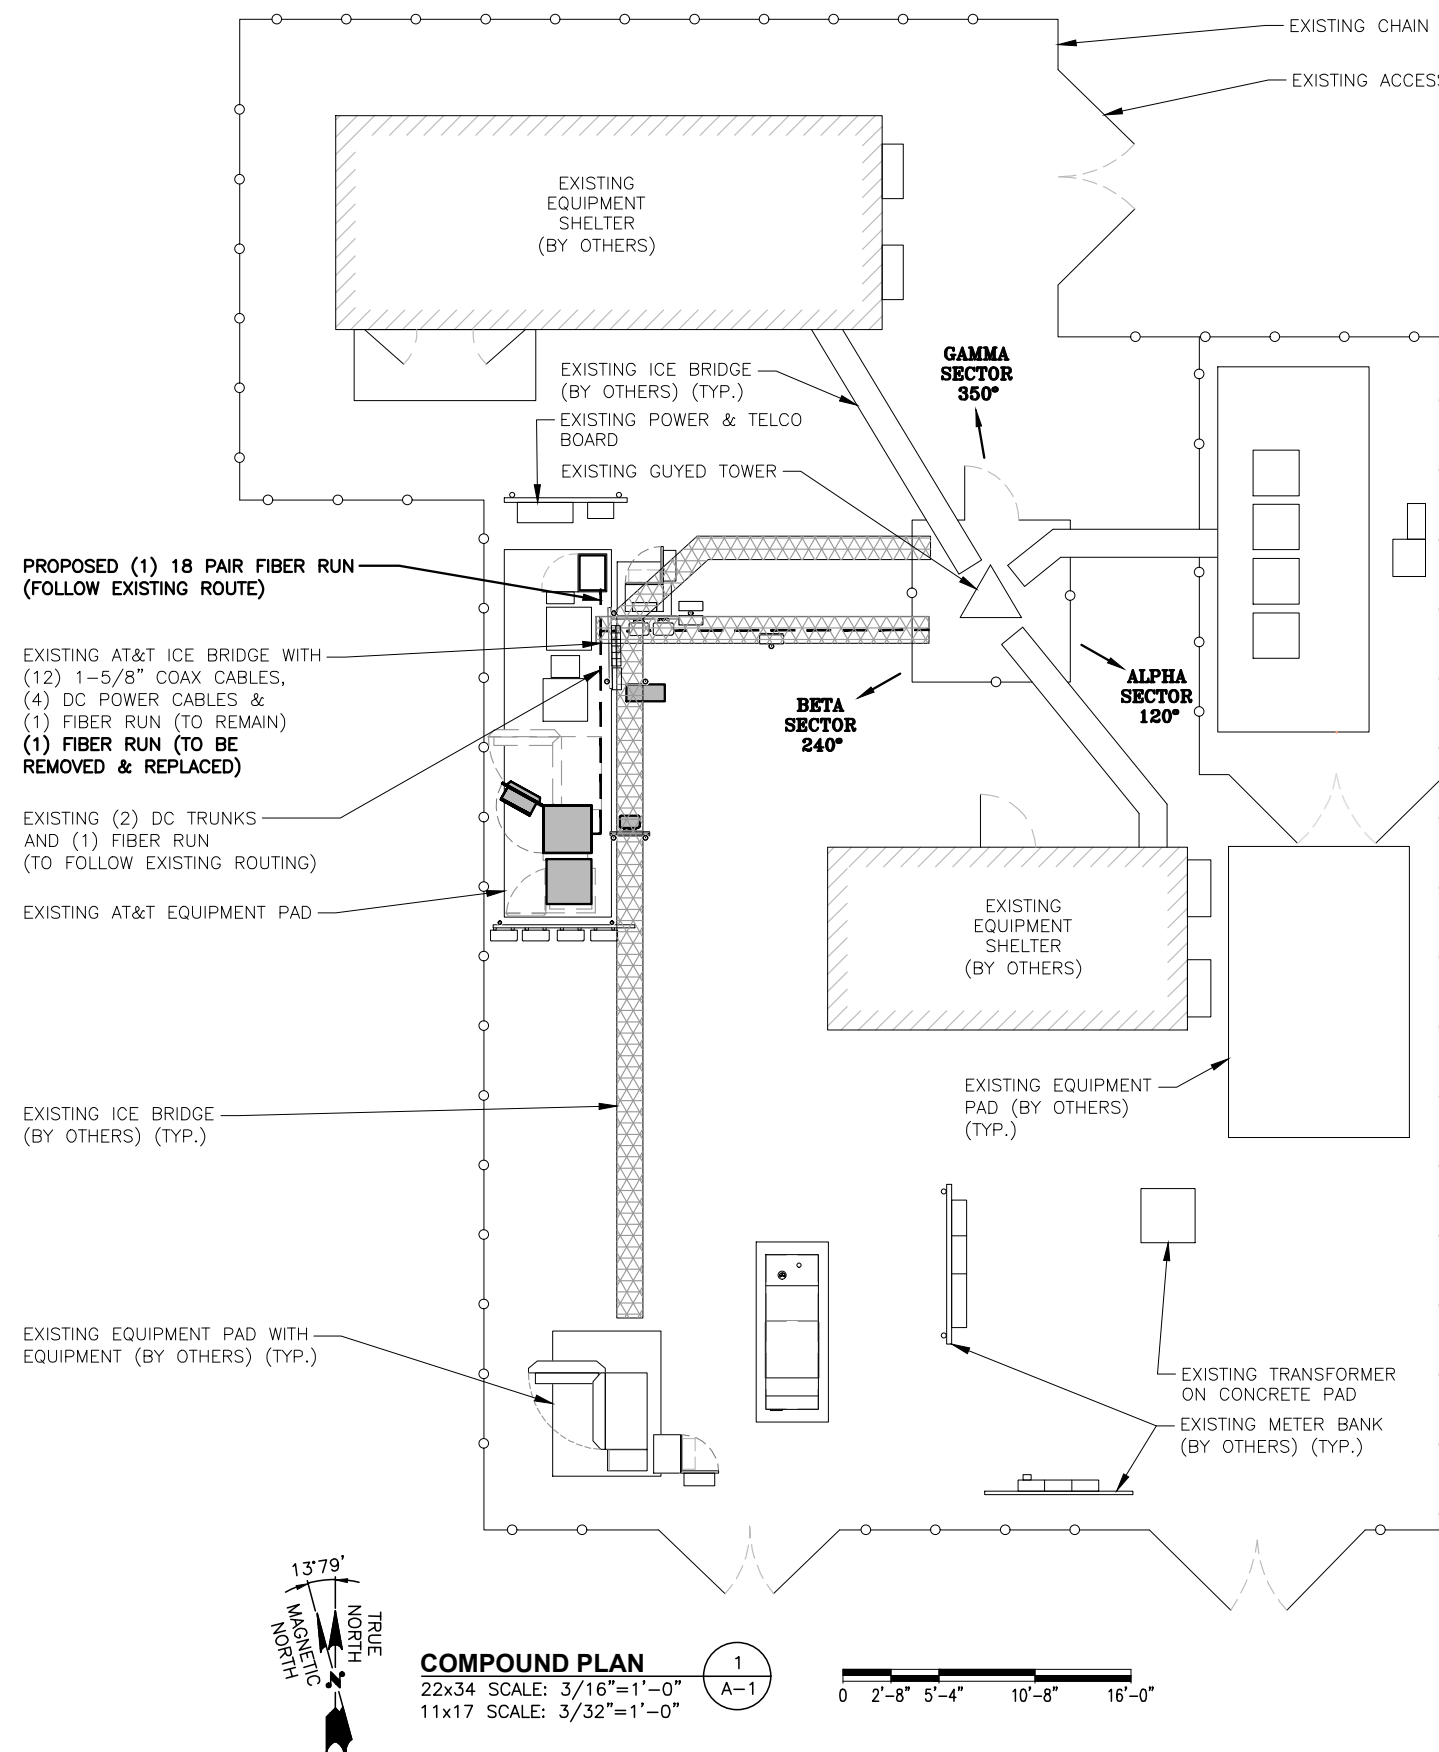 EXISTING CHAIN
EXISTING ACCESS
EXISTING
EQUIPMENT
SHELTER
(BY OTHERS)
GAMMA
SECTOR
350°
EXISTING ICE BRIDGE
(BY OTHERS) (TYP.)
EXISTING POWER & TELCO
BOARD
EXISTING GUYED TOWER
PROPOSED (1) 18 PAIR FIBER RUN
(FOLLOW EXISTING ROUTE)
EXISTING AT&T ICE BRIDGE WITH
(12) 1-5/8" COAX CABLES,
(4) DC POWER CABLES &
(1) FIBER RUN (TO REMAIN)
(1) FIBER RUN (TO BE
REMOVED & REPLACED)
ALPHA
SECTOR
120°
BETA
SECTOR
240°
EXISTING (2) DC TRUNKS
AND (1) FIBER RUN
(TO FOLLOW EXISTING ROUTING)
EXISTING AT&T EQUIPMENT PAD
EXISTING
EQUIPMENT
SHELTER
(BY OTHERS)
EXISTING EQUIPMENT
PAD (BY OTHERS)
(TYP.)
EXISTING ICE BRIDGE
(BY OTHERS) (TYP.)
EXISTING EQUIPMENT PAD WITH
EQUIPMENT (BY OTHERS) (TYP.)
EXISTING TRANSFORMER
ON CONCRETE PAD
EXISTING METER BANK
(BY OTHERS) (TYP.)
13°79'
TRUE
NORTH
MAGNETIC
NORTH
N
COMPOUND PLAN
22x34 SCALE: 3/16"=1'-0"
11x17 SCALE: 3/32"=1'-0"
1
A-1
0 2'-8" 5'-4" 10'-8" 16'-0"